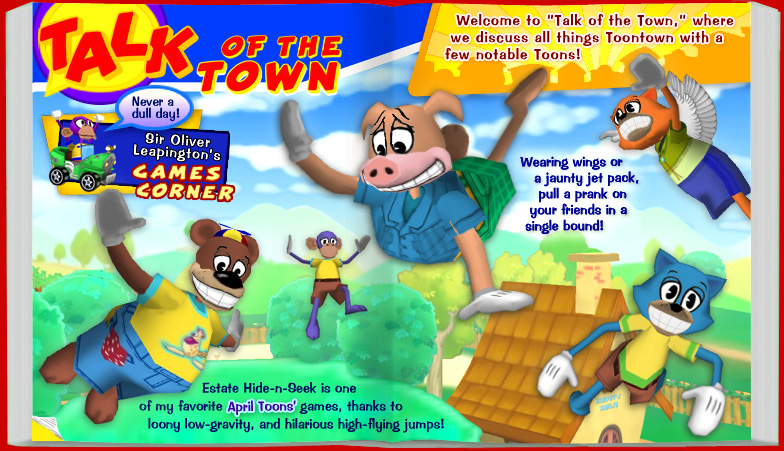 TALK
OF THE
TOWN
Welcome to "Talk of the Town," where
we discuss all things Toontown with a
few notable Toons!
Never a
dull day!
Sir Oliver
Leapington's
GAMES
CORNER
Wearing wings or
a jaunty jet pack,
pull a prank on
your friends in a
single bound!
Estate Hide-n-Seek is one
of my favorite April Toons' games, thanks to
loony low-gravity, and hilarious high-flying jumps!